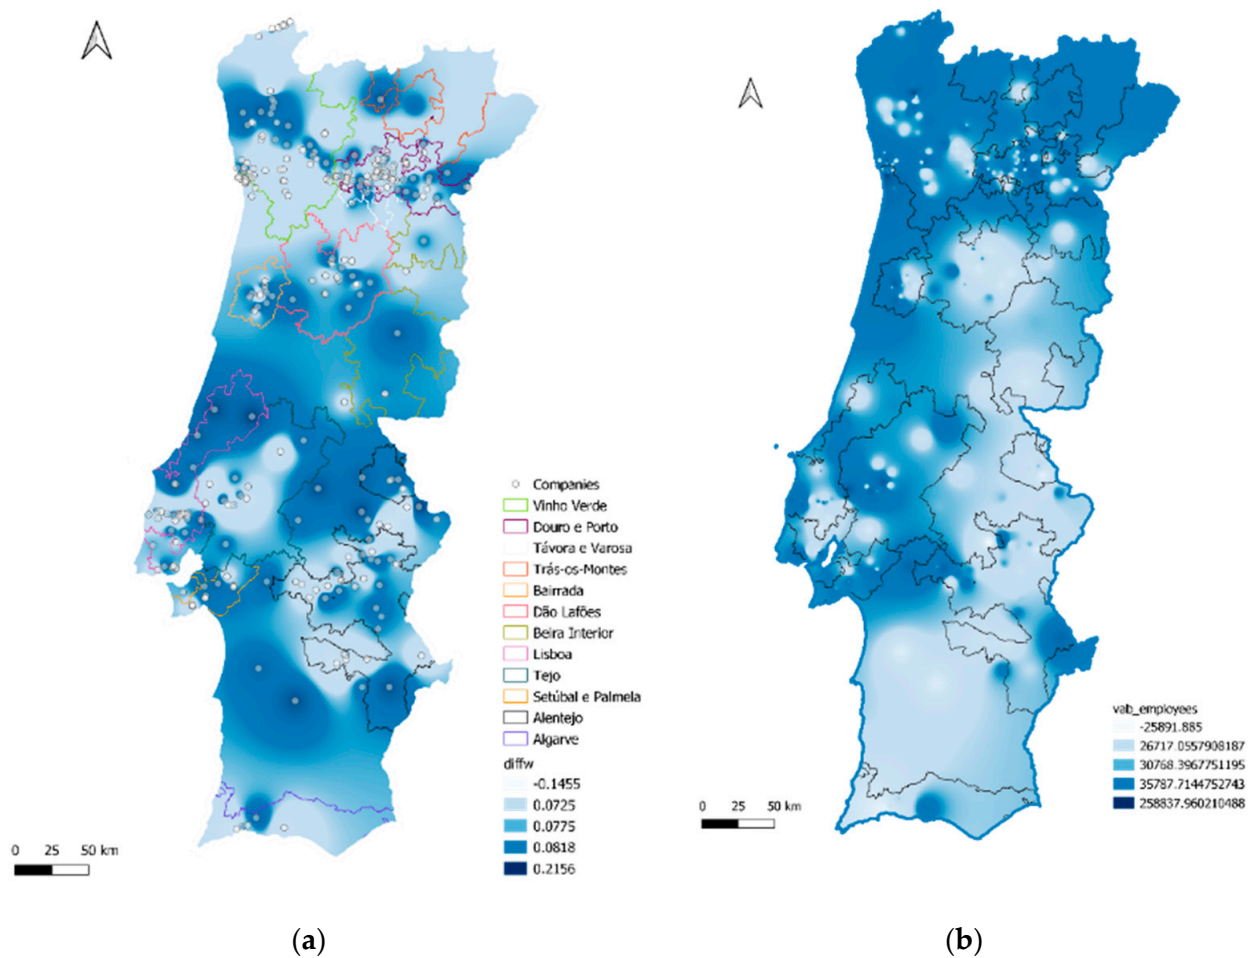 Companies
Vinho Verde
Douro e Porto
Távora e Varosa
Trás-os-Montes
Bairrada
Dão Lafões
Beira Interior
Lisboa
Tejo
Setúbal e Palmela
Alentejo
Algarve
diffw
-0.1455
0.0725
0.0775
0.0818
0.2156
0 25 50 km
vab_employees
-25891.885
26717.0557908187
30768.3967751195
35787.7144752743
258837.960210488
0 25 50 km
(a)
(b)